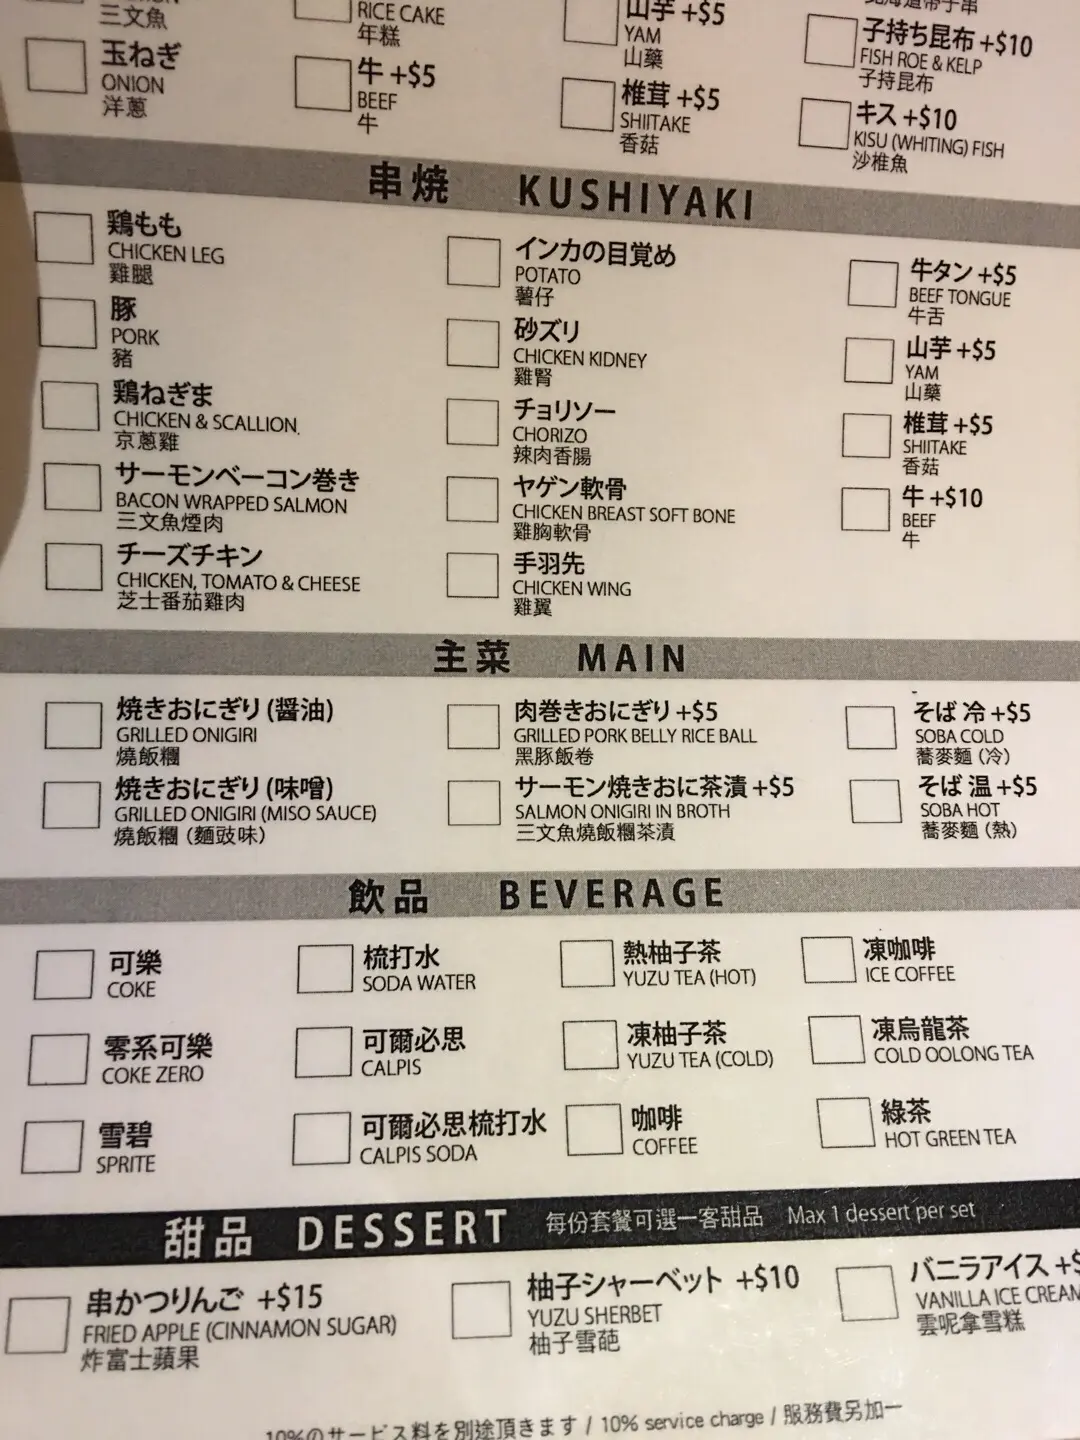 三文魚
玉ねぎ
ONION
洋蔥
RICE CAKE
年糕
牛 +$5
BEEF
牛
山芋 +$5
YAM
山藥
椎茸 +$5
SHIITAKE
香菇
子持ち昆布 +$10
FISH ROE & KELP
子持昆布
キス +$10
KISU (WHITING) FISH
沙椎魚
串焼 KUSHIYAKI
鶏もも
CHICKEN LEG
雞腿
豚
PORK
豬
鶏ねぎま
CHICKEN & SCALLION
京蔥雞
サーモンベーコン巻き
BACON WRAPPED SALMON
三文魚煙肉
チーズチキン
CHICKEN, TOMATO & CHEESE
芝士番茄雞肉
インカの目覚め
POTATO
薯仔
砂ズリ
CHICKEN KIDNEY
雞腎
チョリソー
CHORIZO
辣肉香腸
ヤゲン軟骨
CHICKEN BREAST SOFT BONE
雞胸軟骨
手羽先
CHICKEN WING
雞翼
牛タン +$5
BEEF TONGUE
牛舌
山芋 +$5
YAM
山藥
椎茸 +$5
SHIITAKE
香菇
牛 +$10
BEEF
牛
主菜 MAIN
焼きおにぎり (醤油)
GRILLED ONIGIRI
燒飯糰
焼きおにぎり (味噌)
GRILLED ONIGIRI (MISO SAUCE)
燒飯糰 (麵豉味)
肉巻きおにぎり +$5
GRILLED PORK BELLY RICE BALL
黑豚飯卷
サーモン焼きおに茶漬 +$5
SALMON ONIGIRI IN BROTH
三文魚燒飯糰茶漬
そば 冷 +$5
SOBA COLD
蕎麥麵 (冷)
そば 温 +$5
SOBA HOT
蕎麥麵 (熱)
飲品 BEVERAGE
可樂
COKE
零系可樂
COKE ZERO
雪碧
SPRITE
梳打水
SODA WATER
可爾必思
CALPIS
可爾必思梳打水
CALPIS SODA
熱柚子茶
YUZU TEA (HOT)
凍柚子茶
YUZU TEA (COLD)
咖啡
COFFEE
凍咖啡
ICE COFFEE
凍烏龍茶
COLD OOLONG TEA
綠茶
HOT GREEN TEA
甜品 DESSERT 每份套餐可選一客甜品 Max 1 dessert per set
串かつりんご +$15
FRIED APPLE (CINNAMON SUGAR)
炸富士蘋果
柚子シャーベット +$10
YUZU SHERBET
柚子雪葩
バニラアイス +$
VANILLA ICE CREAM
雲呢拿雪糕
10%のサービス料を別途頂きます / 10% service charge / 服務費另加一